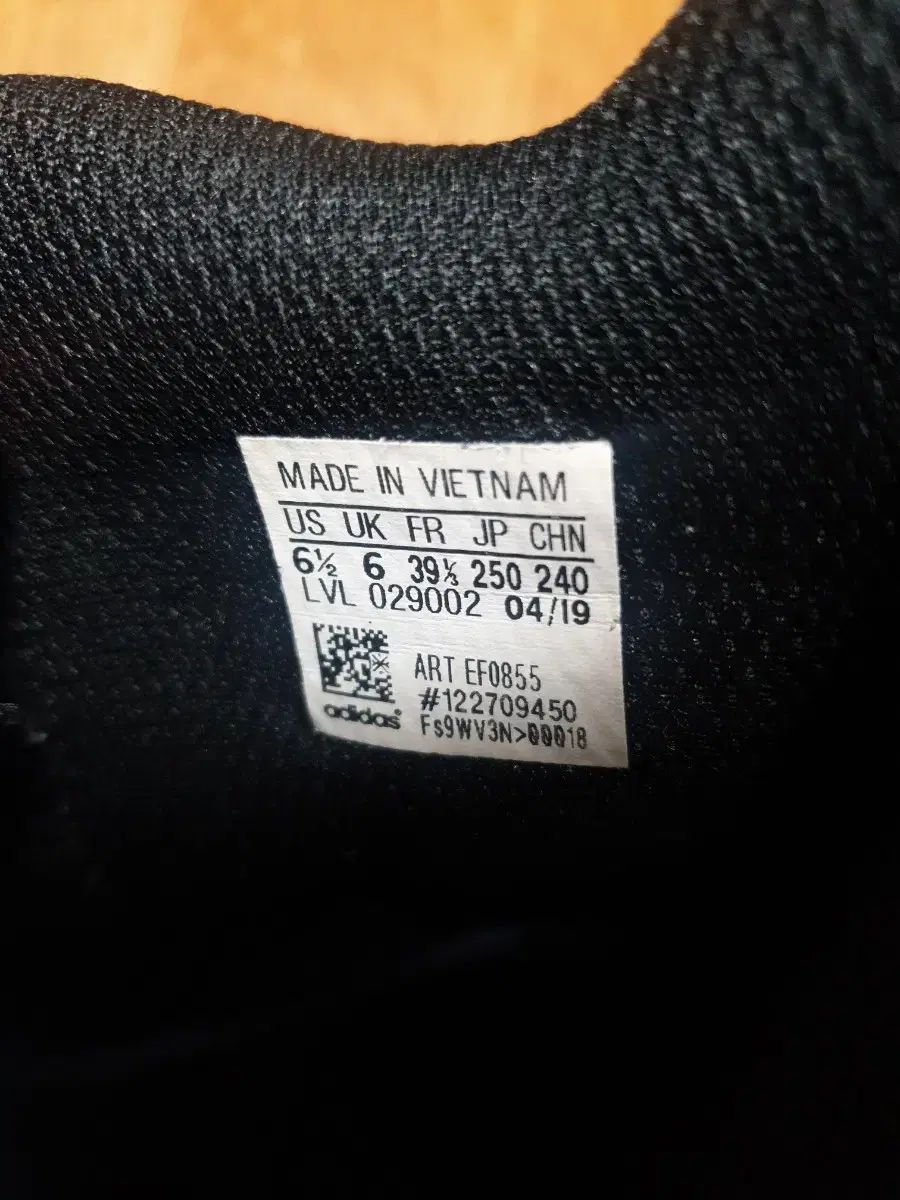 MADE IN VIETNAM
US UK FR JP CHN
6½ 6 39⅓ 250 240
LVL 029002 04/19
ART EF0855
#122709450
adidas® Fs9WV3N>00018